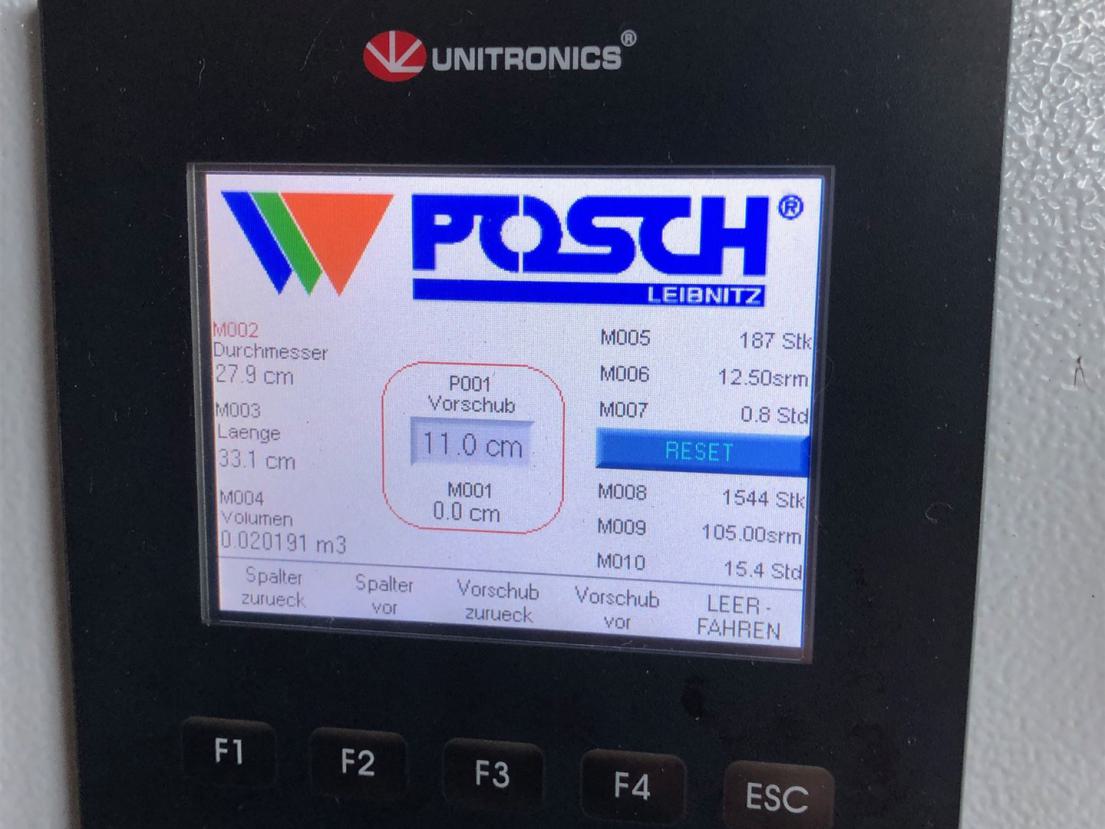 UNITRONICS®
POSCH®
LEIBNITZ
M002
Durchmesser
27.9 cm
M003
Laenge
33.1 cm
M004
Volumen
0.020191 m3
P001
Vorschub
11.0 cm
M001
0.0 cm
M005 187 Stk
M006 12.50srm
M007 0.8 Std
RESET
M008 1544 Stk
M009 105.00srm
M010 15.4 Std
Spalter
zurueck
Spalter
vor
Vorschub
zurueck
Vorschub
vor
LEER -
FAHREN
F1 F2 F3 F4 ESC